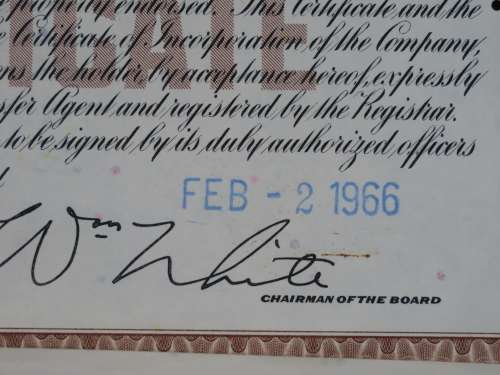 properly endorsed. This Certificate and the
e Certificate of Incorporation of the Company,
the holder by acceptance hereof, expressly
Agent and registered by the Registrar.
to be signed by its duly authorized officers
FEB - 2 1966
Wm White
CHAIRMAN OF THE BOARD